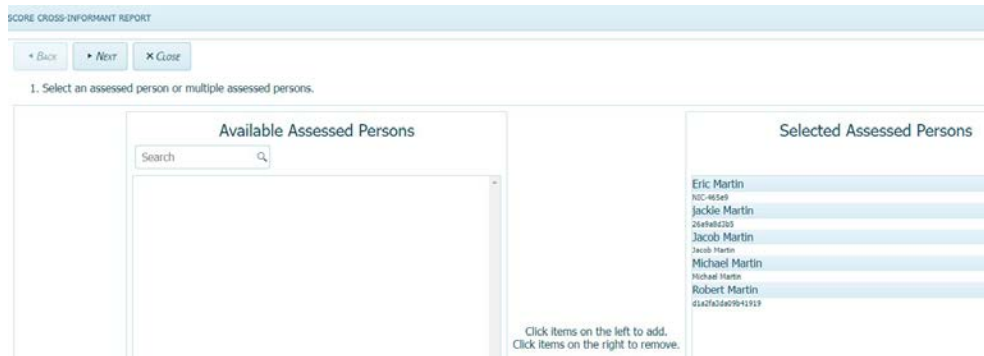 SCORE CROSS-INFORMANT REPORT
Back Next Close
1. Select an assessed person or multiple assessed persons.
Available Assessed Persons
Search
Selected Assessed Persons
Eric Martin
NIC-465e9
jackie Martin
26e9a8d3b5
Jacob Martin
Jacob Martin
Michael Martin
Michael Martin
Robert Martin
Click items on the left to add.
Click items on the right to remove.